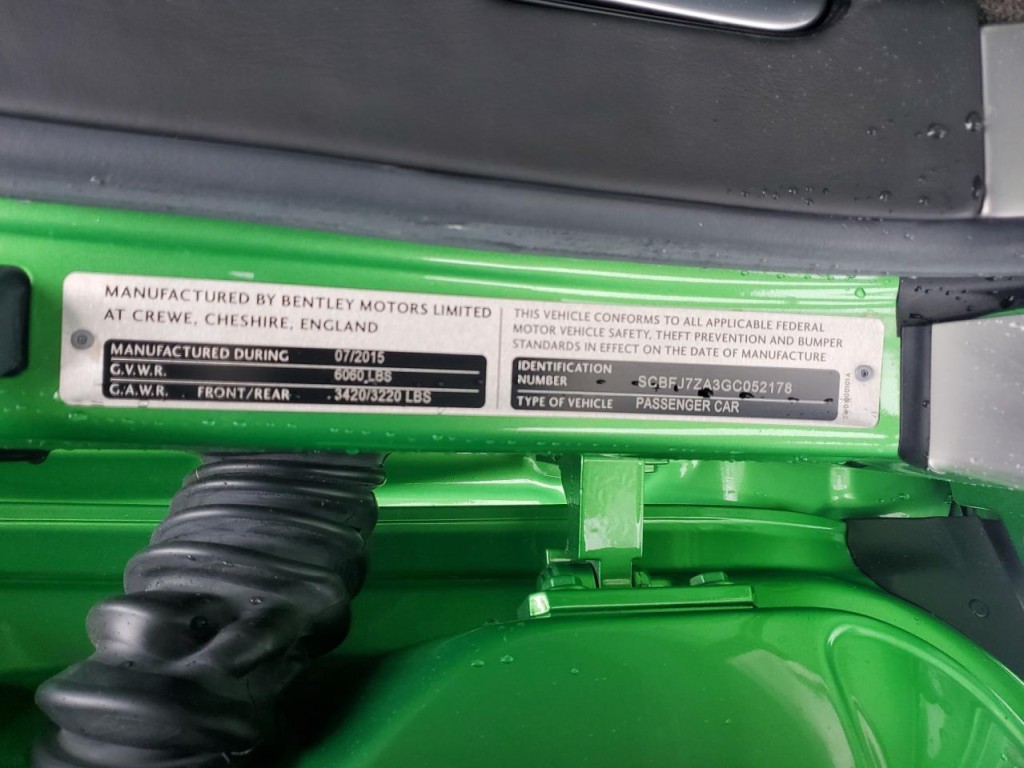 MANUFACTURED BY BENTLEY MOTORS LIMITED
AT CREWE, CHESHIRE, ENGLAND
MANUFACTURED DURING 07/2015
G.V.W.R. 6060 LBS
G.A.W.R. FRONT/REAR 3420/3220 LBS
THIS VEHICLE CONFORMS TO ALL APPLICABLE FEDERAL
MOTOR VEHICLE SAFETY, THEFT PREVENTION AND BUMPER
STANDARDS IN EFFECT ON THE DATE OF MANUFACTURE
IDENTIFICATION
NUMBER SCBFJ7ZA3GC052178
TYPE OF VEHICLE PASSENGER CAR